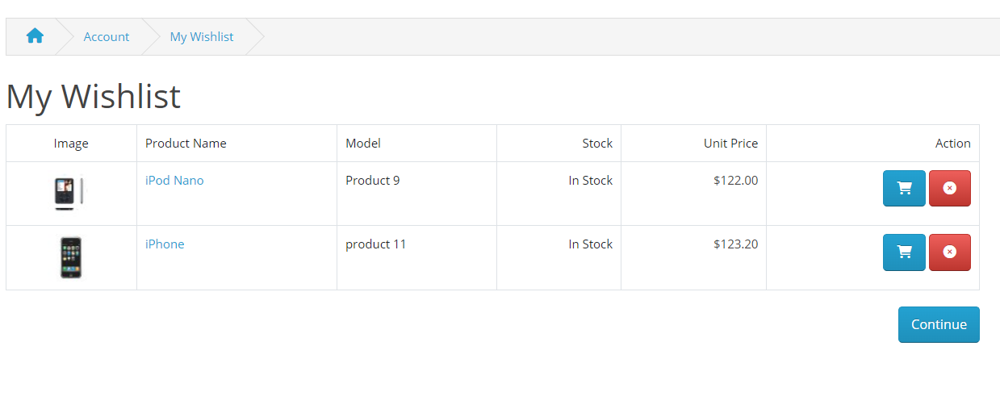 Account My Wishlist
My Wishlist
Image Product Name Model Stock Unit Price Action
iPod Nano Product 9 In Stock $122.00
iPhone product 11 In Stock $123.20
Continue